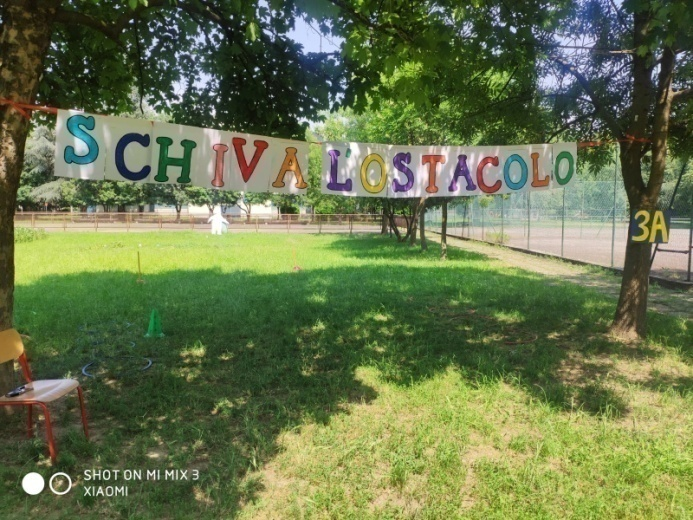 SCHIVA L'OSTACOLO
3A
SHOT ON MI MIX 3
XIAOMI